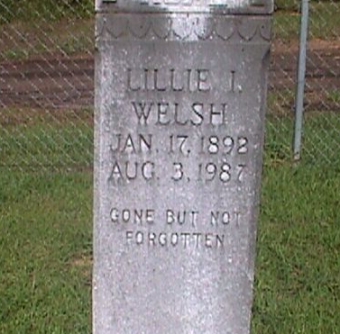 LILLIE I.
WELSH
JAN. 17, 1892
AUG. 3, 1987
GONE BUT NOT
FORGOTTEN